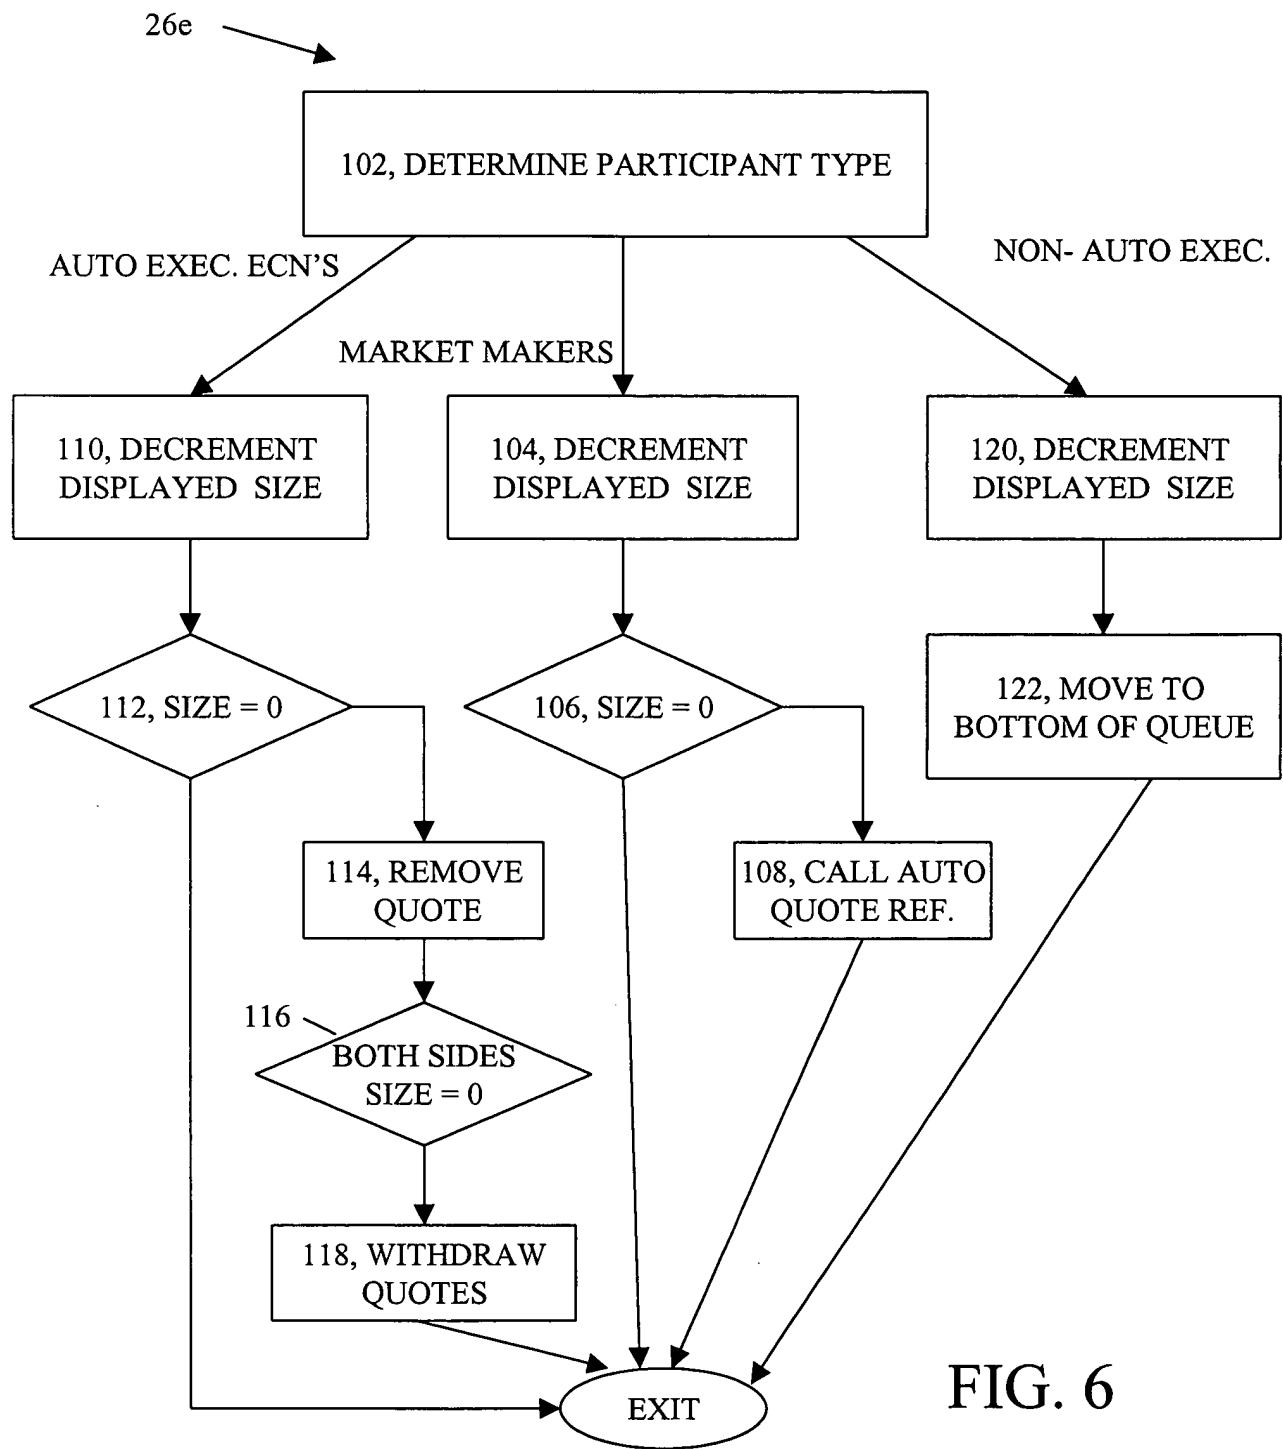 26e
102, DETERMINE PARTICIPANT TYPE
AUTO EXEC. ECN'S
NON- AUTO EXEC.
MARKET MAKERS
110, DECREMENT
DISPLAYED SIZE
104, DECREMENT
DISPLAYED SIZE
120, DECREMENT
DISPLAYED SIZE
112, SIZE = 0
106, SIZE = 0
122, MOVE TO
BOTTOM OF QUEUE
114, REMOVE
QUOTE
108, CALL AUTO
QUOTE REF.
116
BOTH SIDES
SIZE = 0
118, WITHDRAW
QUOTES
EXIT
FIG. 6